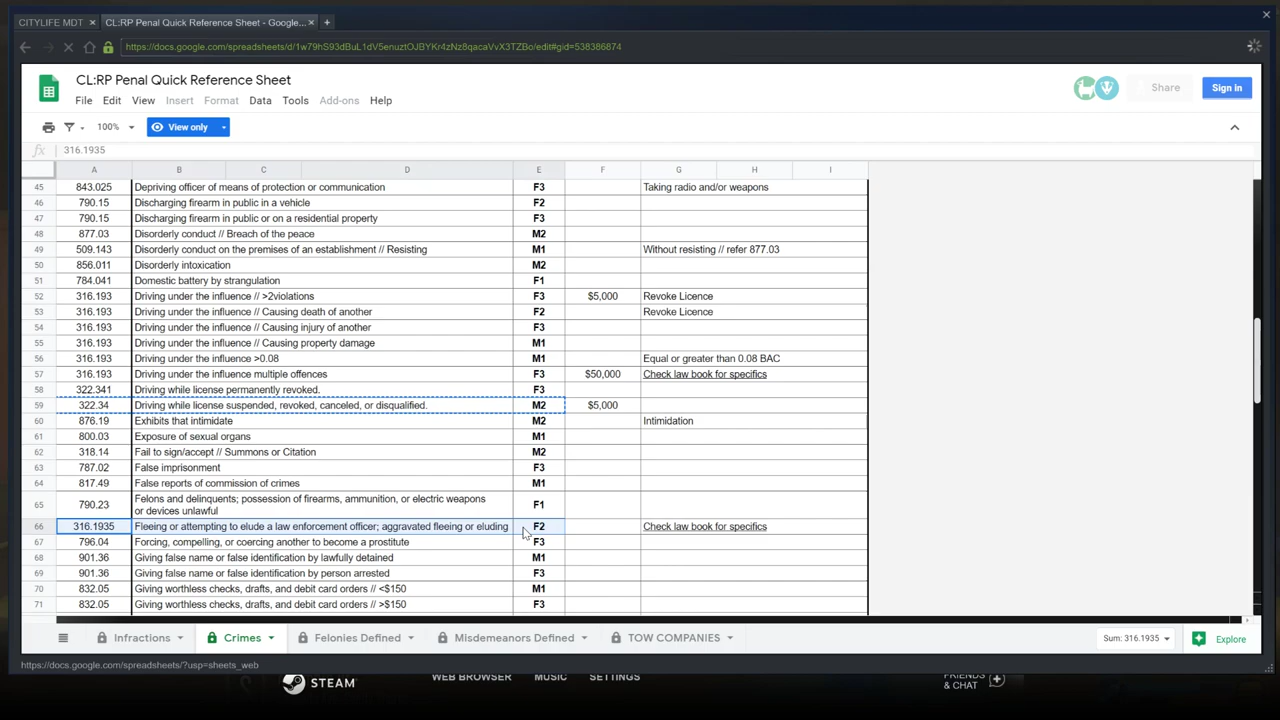 CITYLIFE MDT
CL:RP Penal Quick Reference Sheet - Google...
https://docs.google.com/spreadsheets/d/1w79hS93dBuL1dV5enuztOJBYKr4zNz8qacaVvX3TZBo/edit#gid=538386874
CL:RP Penal Quick Reference Sheet
File Edit View Insert Format Data Tools Add-ons Help
Share
Sign in
100%
View only
fx 316.1935
A B C D E F G H I
45 843.025 Depriving officer of means of protection or communication F3 Taking radio and/or weapons
46 790.15 Discharging firearm in public in a vehicle F2
47 790.15 Discharging firearm in public or on a residential property F3
48 877.03 Disorderly conduct // Breach of the peace M2
49 509.143 Disorderly conduct on the premises of an establishment // Resisting M1 Without resisting // refer 877.03
50 856.011 Disorderly intoxication M2
51 784.041 Domestic battery by strangulation F1
52 316.193 Driving under the influence // >2violations F3 $5,000 Revoke Licence
53 316.193 Driving under the influence // Causing death of another F2 Revoke Licence
54 316.193 Driving under the influence // Causing injury of another F3
55 316.193 Driving under the influence // Causing property damage M1
56 316.193 Driving under the influence >0.08 M1 Equal or greater than 0.08 BAC
57 316.193 Driving under the influence multiple offences F3 $50,000 Check law book for specifics
58 322.341 Driving while license permanently revoked. F3
59 322.34 Driving while license suspended, revoked, canceled, or disqualified. M2 $5,000
60 876.19 Exhibits that intimidate M2 Intimidation
61 800.03 Exposure of sexual organs M1
62 318.14 Fail to sign/accept // Summons or Citation M2
63 787.02 False imprisonment F3
64 817.49 False reports of commission of crimes M1
65 790.23 Felons and delinquents; possession of firearms, ammunition, or electric weapons F1
or devices unlawful
66 316.1935 Fleeing or attempting to elude a law enforcement officer; aggravated fleeing or eluding F2 Check law book for specifics
67 796.04 Forcing, compelling, or coercing another to become a prostitute F3
68 901.36 Giving false name or false identification by lawfully detained M1
69 901.36 Giving false name or false identification by person arrested F3
70 832.05 Giving worthless checks, drafts, and debit card orders // <$150 M1
71 832.05 Giving worthless checks, drafts, and debit card orders // >$150 F3
Infractions Crimes Felonies Defined Misdemeanors Defined TOW COMPANIES Sum: 316.1935 Explore
https://docs.google.com/spreadsheets/?usp=sheets_web
STEAM WEB BROWSER MUSIC SETTINGS
FRIENDS
& CHAT